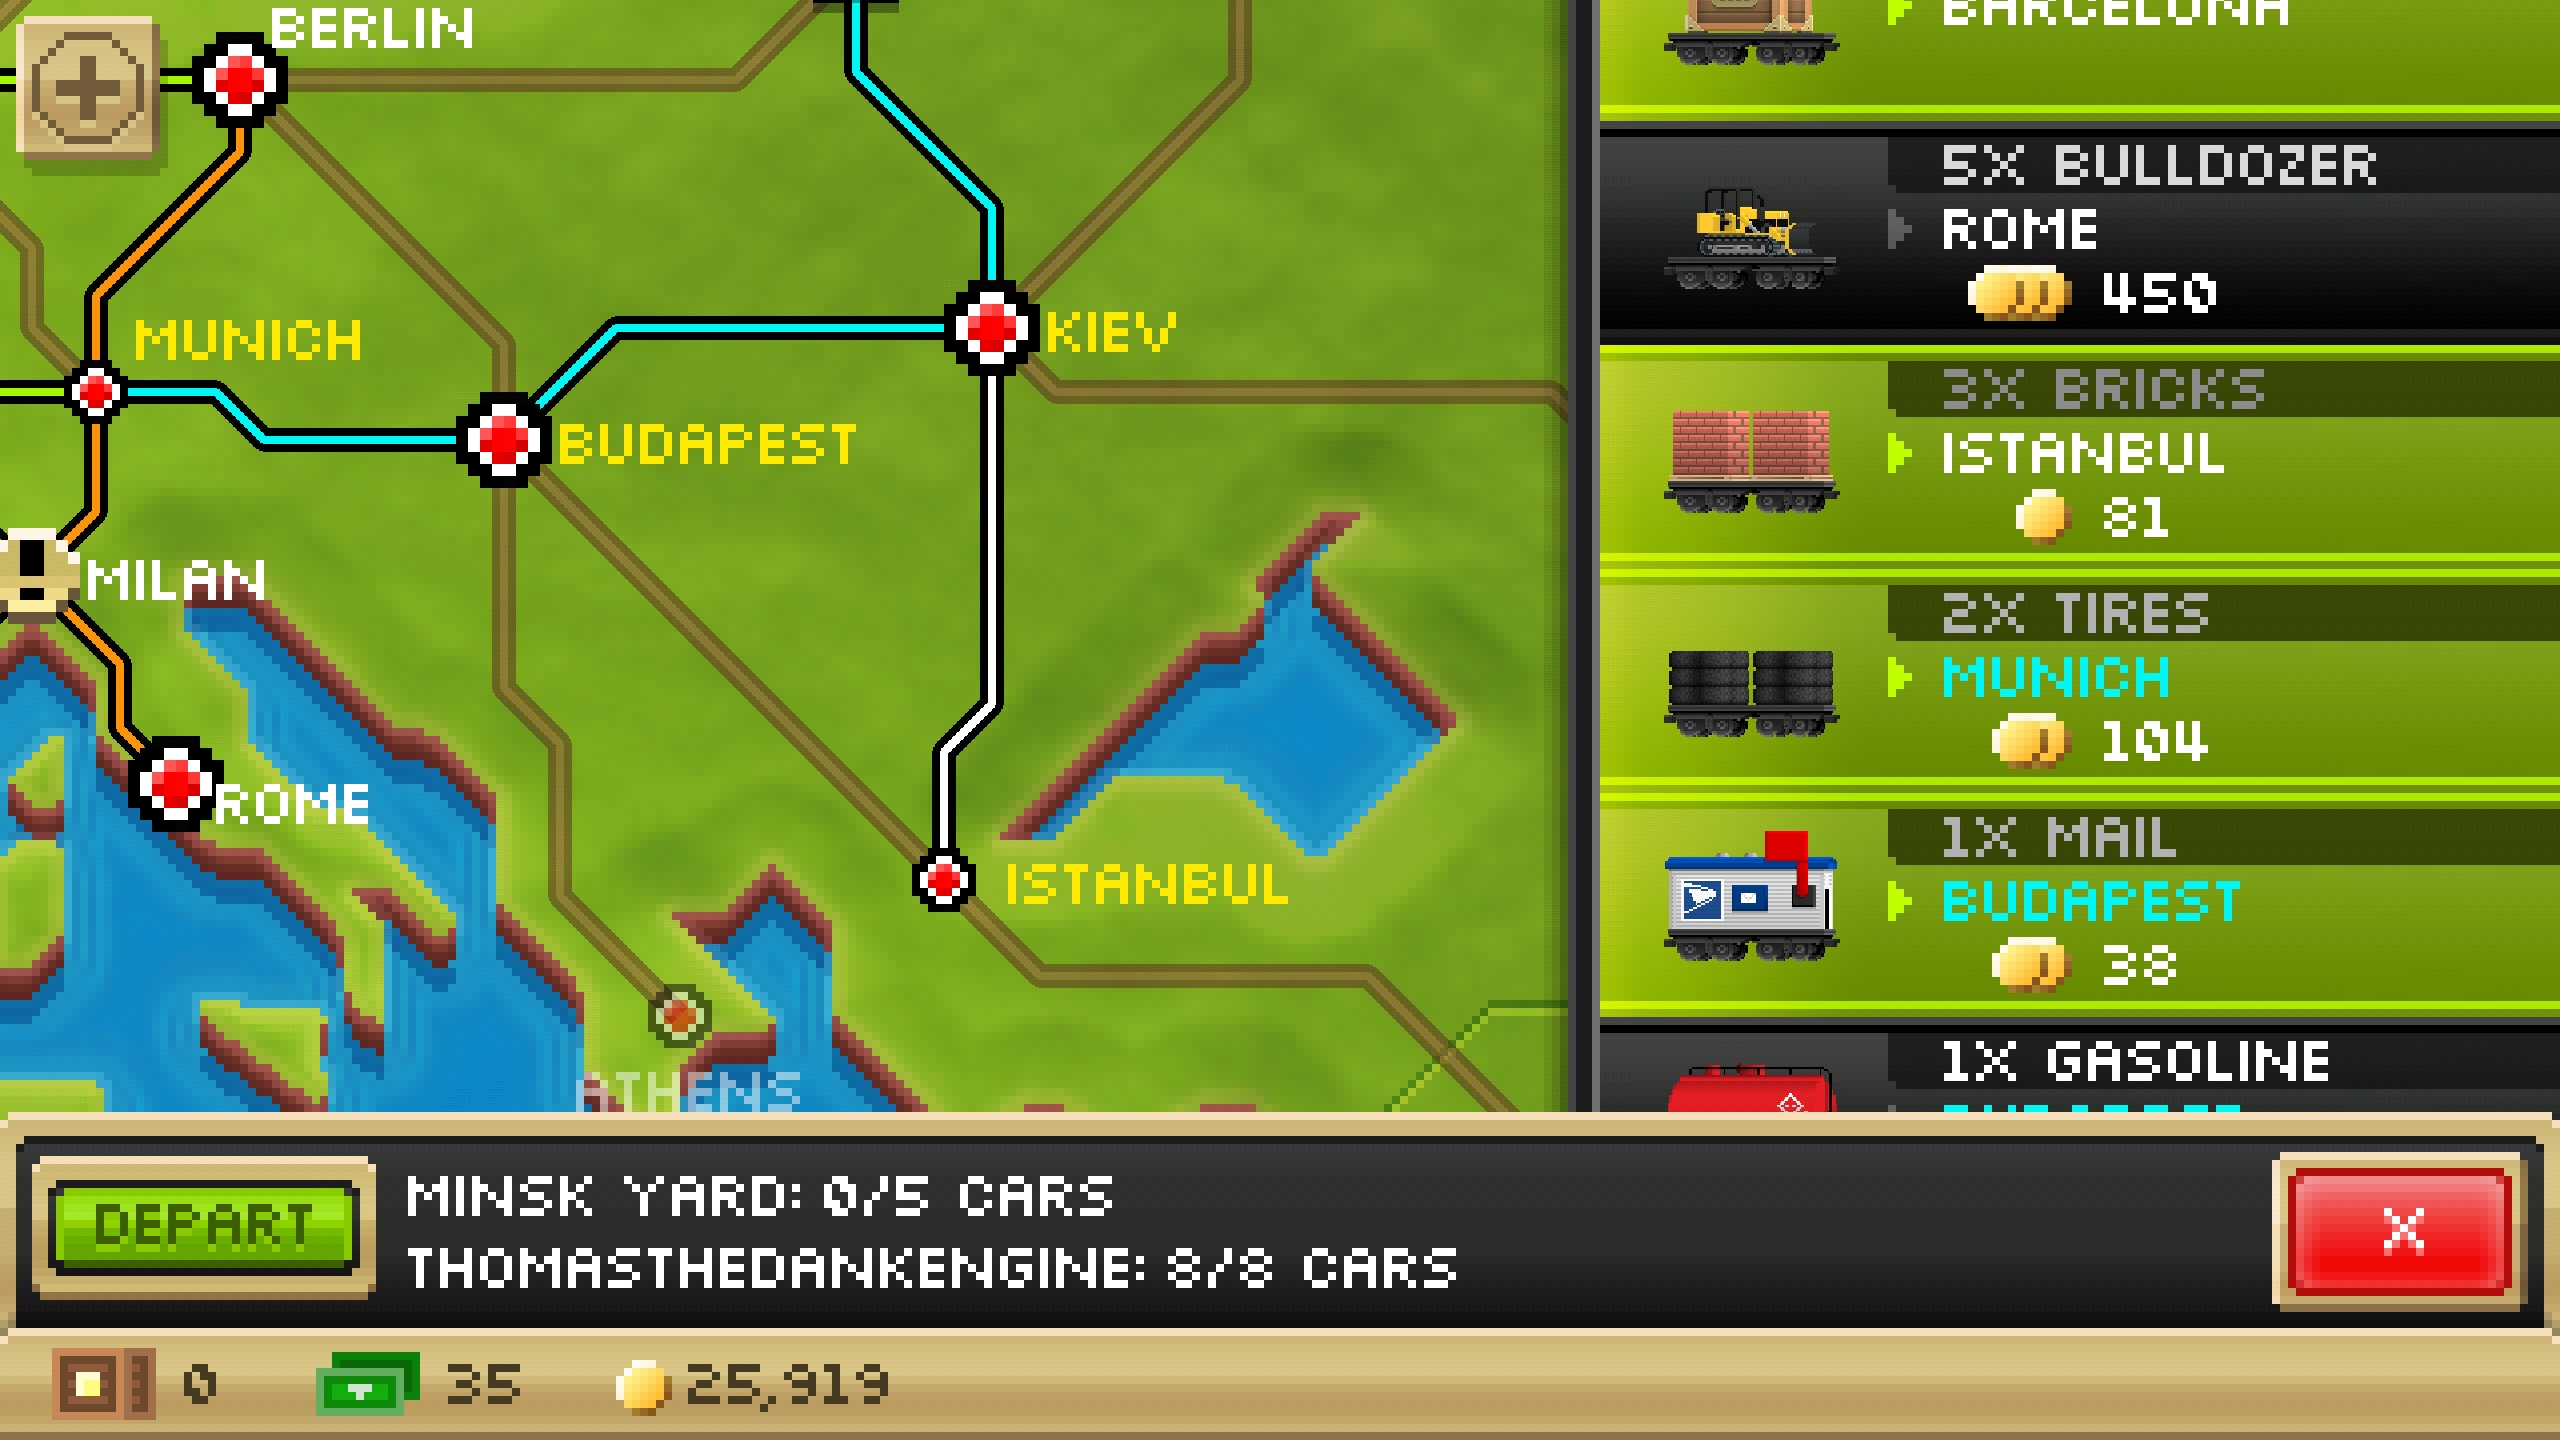 BERLIN
MUNICH
KIEV
BUDAPEST
MILAN
ROME
ISTANBUL
ATHENS
BARCELONA
5X BULLDOZER
ROME
450
3X BRICKS
ISTANBUL
81
2X TIRES
MUNICH
104
1X MAIL
BUDAPEST
38
1X GASOLINE
DEPART
MINSK YARD: 0/5 CARS
THOMASTHEDANKENGINE: 8/8 CARS
X
0
35
25,919